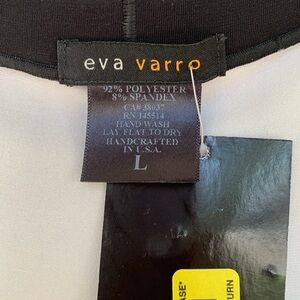 eva varro
92% POLYESTER
8% SPANDEX
CA# 38037
RN 145514
HAND WASH
LAY FLAT TO DRY
HANDCRAFTED
IN U.S.A.
L